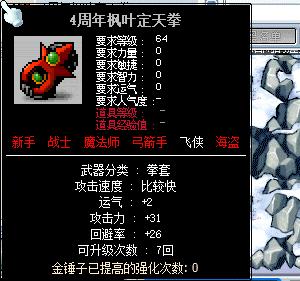 4周年枫叶定天拳
要求等级： 64
要求力量： 0
要求敏捷： 0
要求智力： 0
要求运气： 0
要求人气度： -
道具等级： -
道具经验值： -
新手 战士 魔法师 弓箭手 飞侠 海盗
武器分类 ： 拳套
攻击速度 ： 比较快
运气 ： +2
攻击力 ： +31
回避率 ： +26
可升级次数 ： 7回
金锤子已提高的强化次数: 0